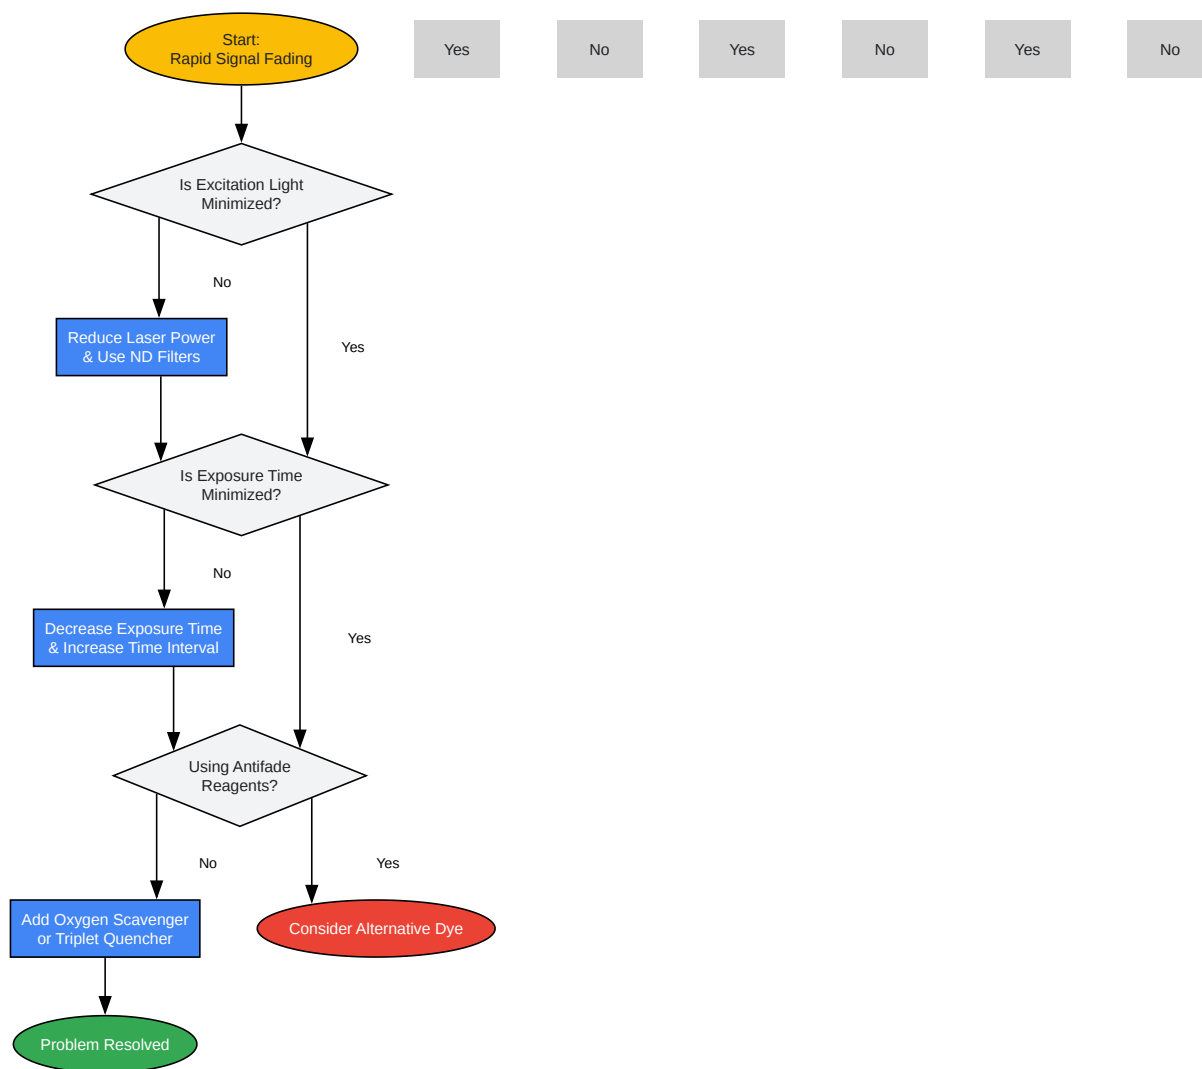 Start:
Rapid Signal Fading
Yes
No
Yes
No
Yes
No
Is Excitation Light
Minimized?
No
Reduce Laser Power
& Use ND Filters
Yes
Is Exposure Time
Minimized?
No
Decrease Exposure Time
& Increase Time Interval
Yes
Using Antifade
Reagents?
No
Yes
Add Oxygen Scavenger
or Triplet Quencher
Consider Alternative Dye
Problem Resolved